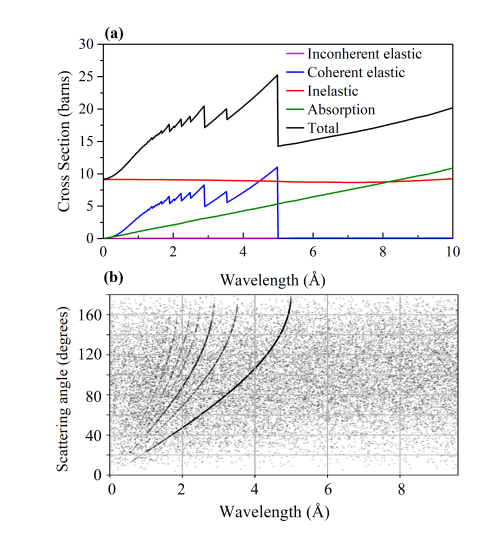 (a)
30
25
20
15
10
5
0
Cross Section (barns)
Inconherent elastic
Coherent elastic
Inelastic
Absorption
Total
0 2 4 6 8 10
Wavelength (Å)
(b)
160
120
80
40
0
Scattering angle (degrees)
0 2 4 6 8
Wavelength (Å)